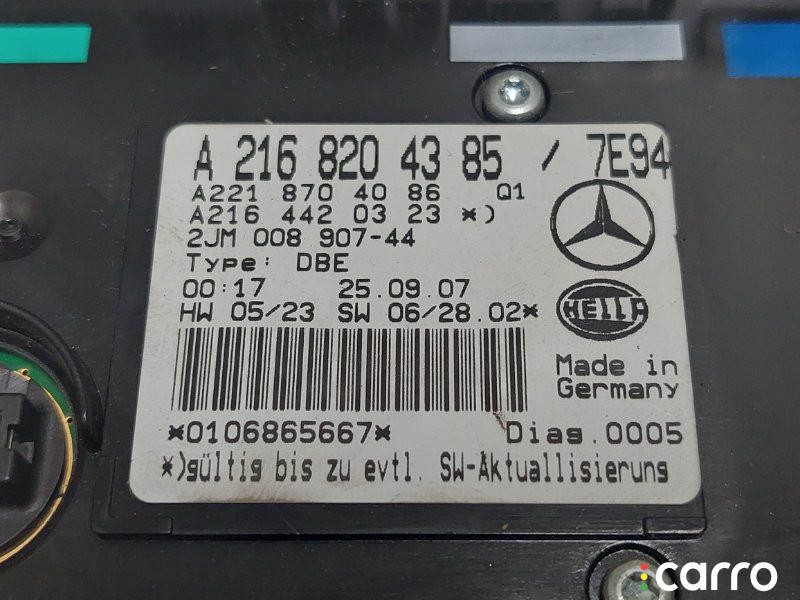 A 216 820 43 85 / 7E94
A221 870 40 86 Q1
A216 442 03 23 *)
2JM 008 907-44
Type: DBE
00:17 25.09.07
HW 05/23 SW 06/28.02*
HELLA
Made in
Germany
*0106865667* Diag.0005
*)gültig bis zu evtl. SW-Aktuallisierung
carro